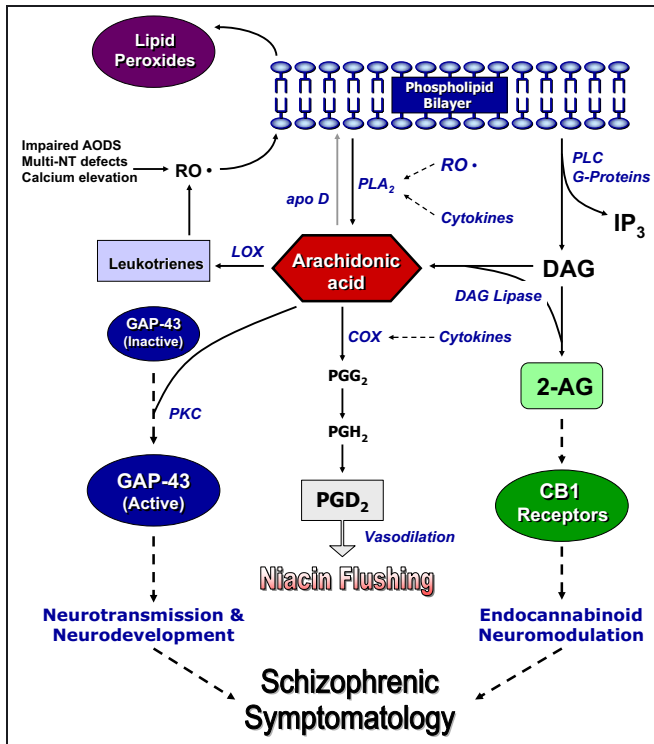 Lipid
Peroxides
Phospholipid
Bilayer
Impaired AODS
Multi-NT defects
Calcium elevation
RO •
apo D
PLA2
RO •
Cytokines
PLC
G-Proteins
IP3
Leukotrienes
LOX
Arachidonic
acid
DAG
DAG Lipase
GAP-43
(Inactive)
COX
Cytokines
PGG2
2-AG
PKC
PGH2
GAP-43
(Active)
PGD2
CB1
Receptors
Vasodilation
Niacin Flushing
Neurotransmission &
Neurodevelopment
Endocannabinoid
Neuromodulation
Schizophrenic
Symptomatology